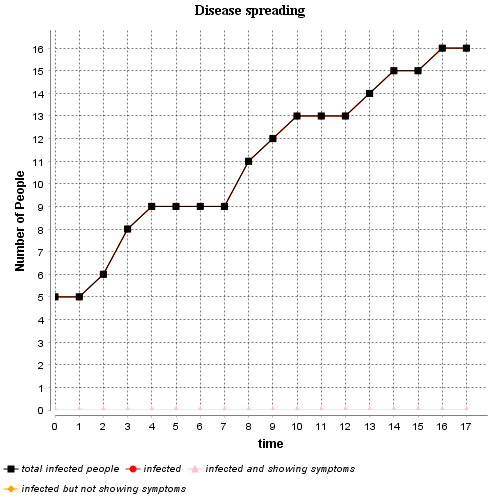 Disease spreading
Number of People
16
15
14
13
12
11
10
9
8
7
6
5
4
3
2
1
0
0 1 2 3 4 5 6 7 8 9 10 11 12 13 14 15 16 17
time
total infected people infected infected and showing symptoms
infected but not showing symptoms